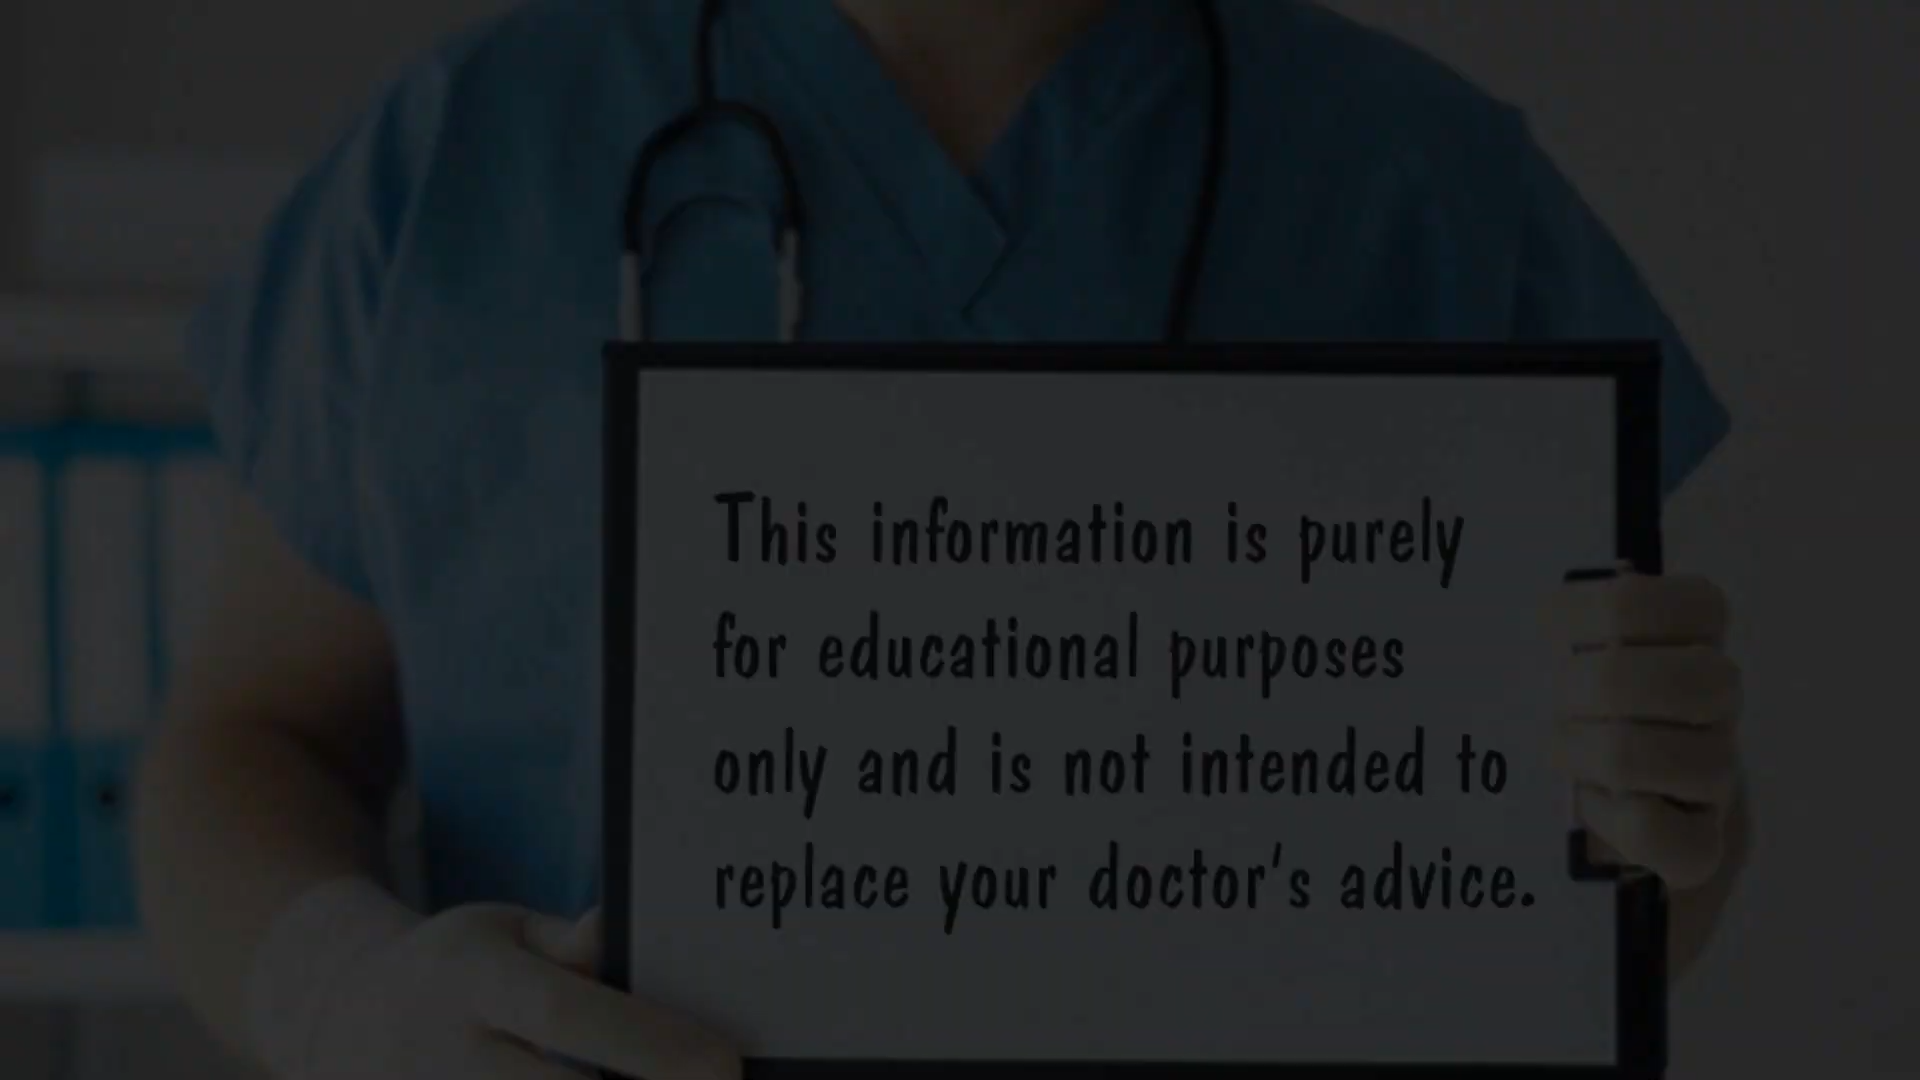 This information is purely
for educational purposes
only and is not intended to
replace your doctor's advice.